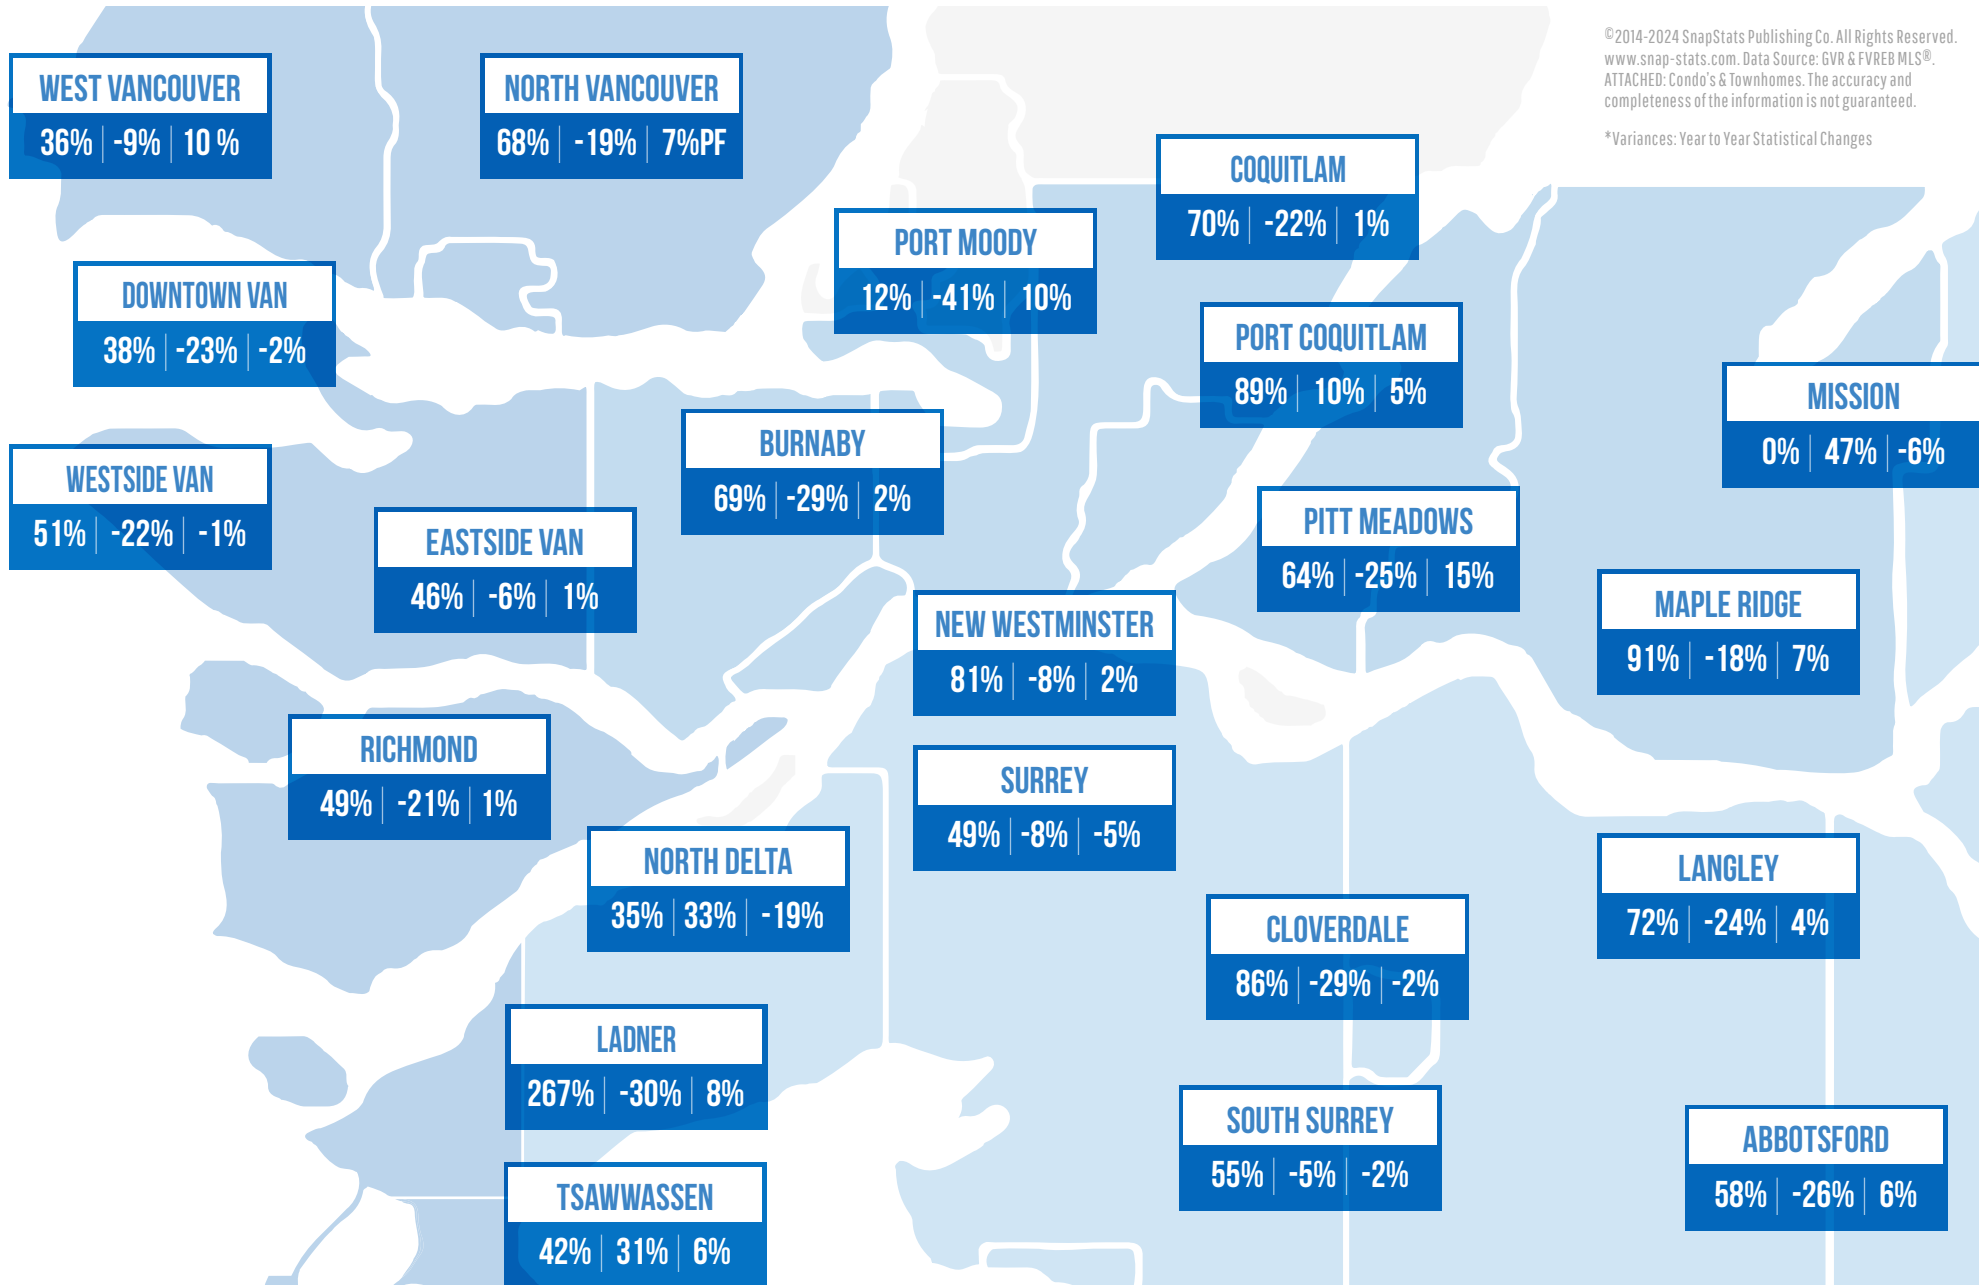 ©2014-2024 SnapStats Publishing Co. All Rights Reserved.
www.snap-stats.com. Data Source: GVR & FVREB MLS®.
ATTACHED: Condo's & Townhomes. The accuracy and
completeness of the information is not guaranteed.
*Variances: Year to Year Statistical Changes
WEST VANCOUVER
36% | -9% | 10 %
NORTH VANCOUVER
68% | -19% | 7%PF
COQUITLAM
70% | -22% | 1%
PORT MOODY
12% | -41% | 10%
DOWNTOWN VAN
38% | -23% | -2%
PORT COQUITLAM
89% | 10% | 5%
MISSION
0% | 47% | -6%
BURNABY
69% | -29% | 2%
WESTSIDE VAN
51% | -22% | -1%
PITT MEADOWS
64% | -25% | 15%
EASTSIDE VAN
46% | -6% | 1%
MAPLE RIDGE
91% | -18% | 7%
NEW WESTMINSTER
81% | -8% | 2%
RICHMOND
49% | -21% | 1%
SURREY
49% | -8% | -5%
NORTH DELTA
35% | 33% | -19%
LANGLEY
72% | -24% | 4%
CLOVERDALE
86% | -29% | -2%
LADNER
267% | -30% | 8%
SOUTH SURREY
55% | -5% | -2%
ABBOTSFORD
58% | -26% | 6%
TSAWWASSEN
42% | 31% | 6%